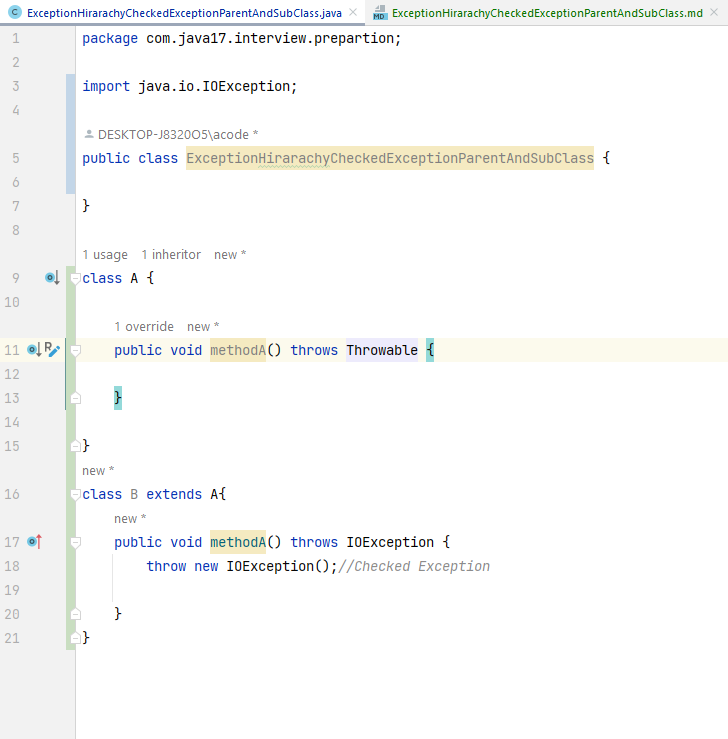 ExceptionHirarachyCheckedExceptionParentAndSubClass.java ExceptionHirarachyCheckedExceptionParentAndSubClass.md
1 package com.java17.interview.prepartion;
2
3 import java.io.IOException;
4
DESKTOP-J8320O5\acode *
5 public class ExceptionHirarachyCheckedExceptionParentAndSubClass {
6
7 }
8
1 usage 1 inheritor new *
9 class A {
10
1 override new *
11 public void methodA() throws Throwable {
12
13 }
14
15 }
new *
16 class B extends A{
new *
17 public void methodA() throws IOException {
18 throw new IOException();//Checked Exception
19
20 }
21 }